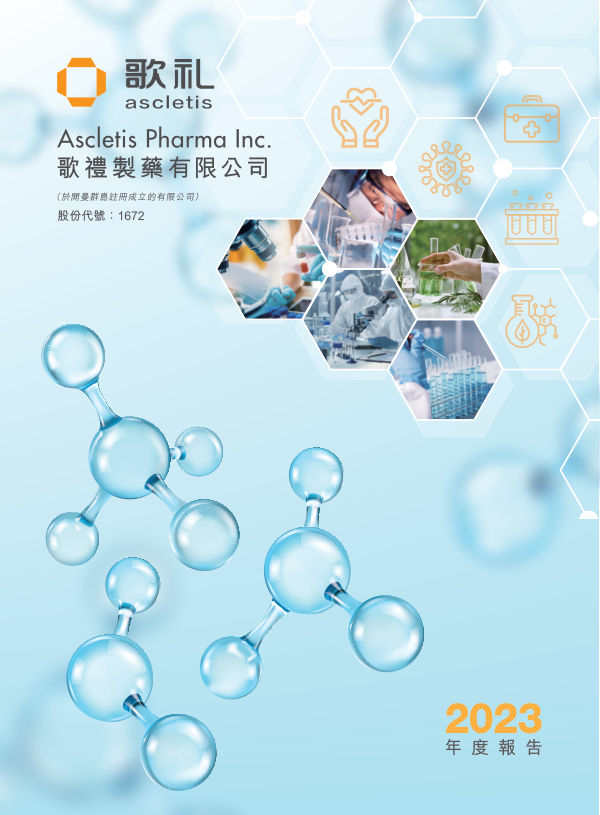 歌礼
ascletis
Ascletis Pharma Inc.
歌禮製藥有限公司
(於開曼群島註冊成立的有限公司)
股份代號：1672
2023
年度報告